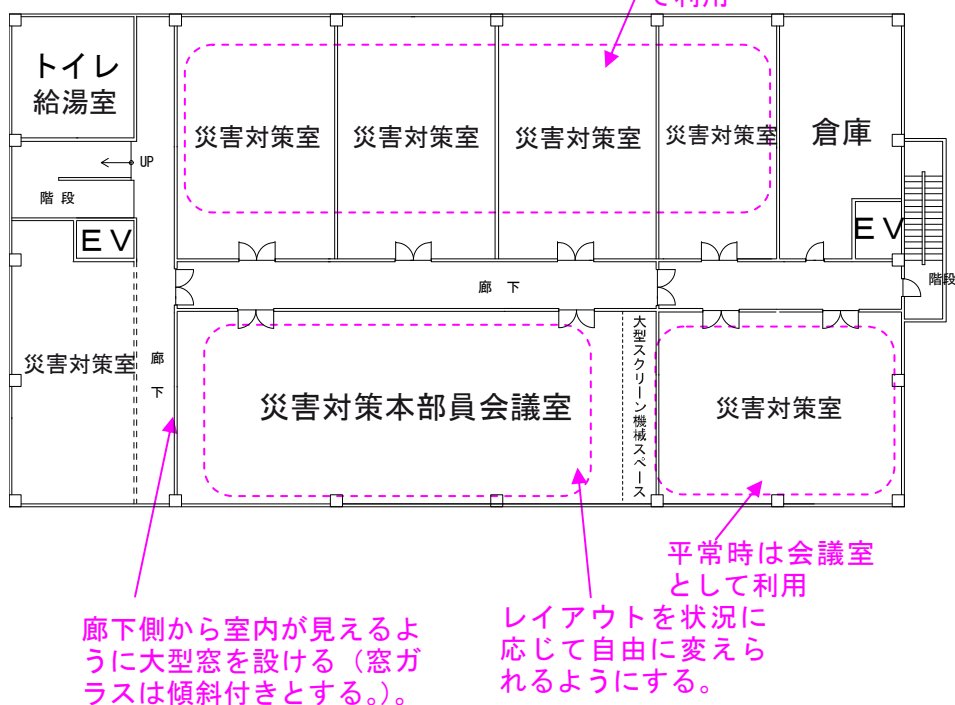 て利用
トイレ
給湯室
災害対策室
災害対策室
災害対策室
災害対策室
倉庫
UP
階段
EV
EV
階段
廊下
災害対策室
廊下
災害対策本部員会議室
大型スクリーン機械スペース
災害対策室
平常時は会議室
として利用
廊下側から室内が見えるよ
うに大型窓を設ける（窓ガ
ラスは傾斜付きとする。）。
レイアウトを状況に
応じて自由に変えら
れるようにする。